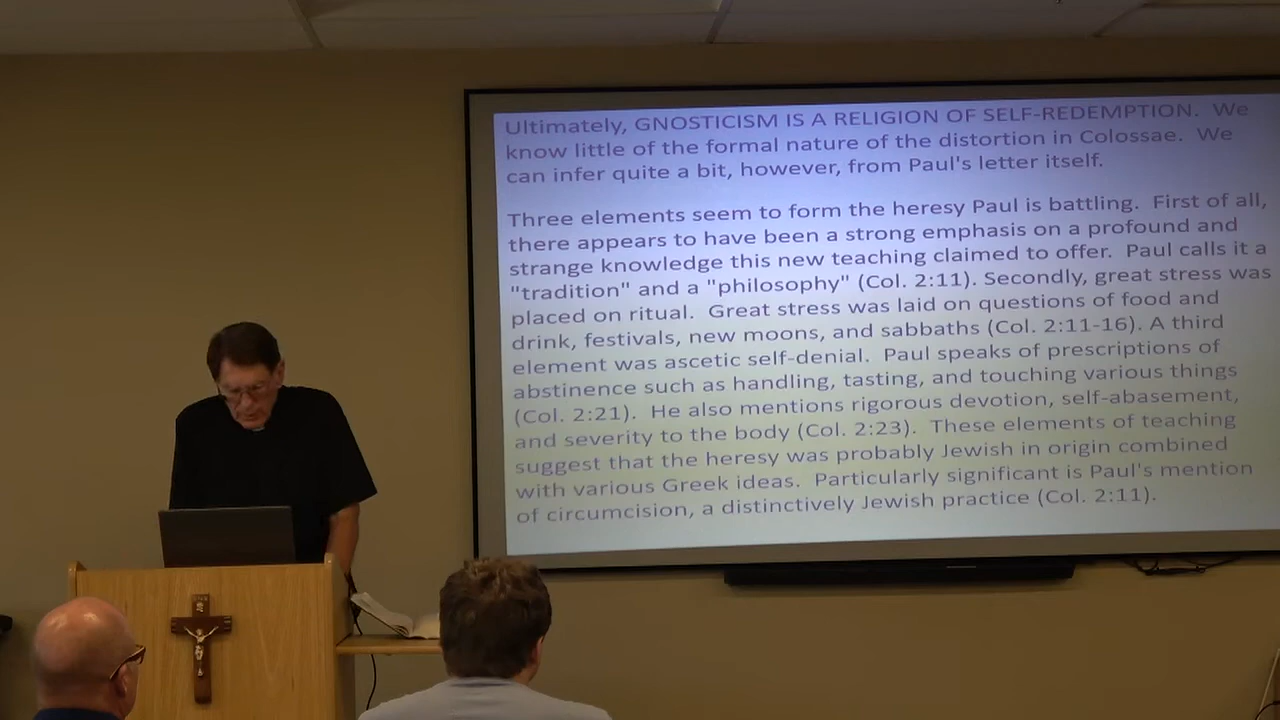 Ultimately, GNOSTICISM IS A RELIGION OF SELF-REDEMPTION. We
know little of the formal nature of the distortion in Colossae. We
can infer quite a bit, however, from Paul's letter itself.
Three elements seem to form the heresy Paul is battling. First of all,
there appears to have been a strong emphasis on a profound and
strange knowledge this new teaching claimed to offer. Paul calls it a
"tradition" and a "philosophy" (Col. 2:11). Secondly, great stress was
placed on ritual. Great stress was laid on questions of food and
drink, festivals, new moons, and sabbaths (Col. 2:11-16). A third
element was ascetic self-denial. Paul speaks of prescriptions of
abstinence such as handling, tasting, and touching various things
(Col. 2:21). He also mentions rigorous devotion, self-abasement,
and severity to the body (Col. 2:23). These elements of teaching
suggest that the heresy was probably Jewish in origin combined
with various Greek ideas. Particularly significant is Paul's mention
of circumcision, a distinctively Jewish practice (Col. 2:11).